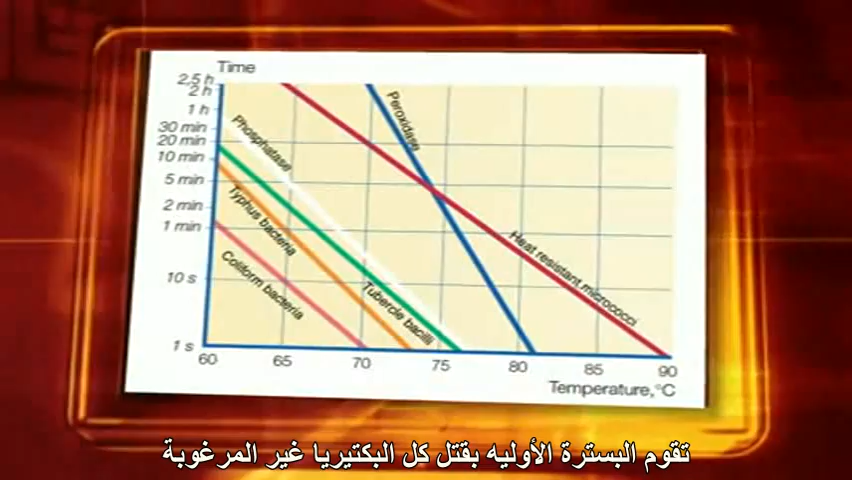 Time
2,5 h
2 h
1 h
30 min
20 min
10 min
5 min
2 min
1 min
10 s
1 s
Peroxidase
Phosphatase
Typhus bacteria
Heat resistant micrococci
Coliform bacteria
Tubercle bacilli
60 65 70 75 80 85 90
Temperature,°C
تقوم البسترة الأوليه بقتل كل البكتيريا غير المرغوبة